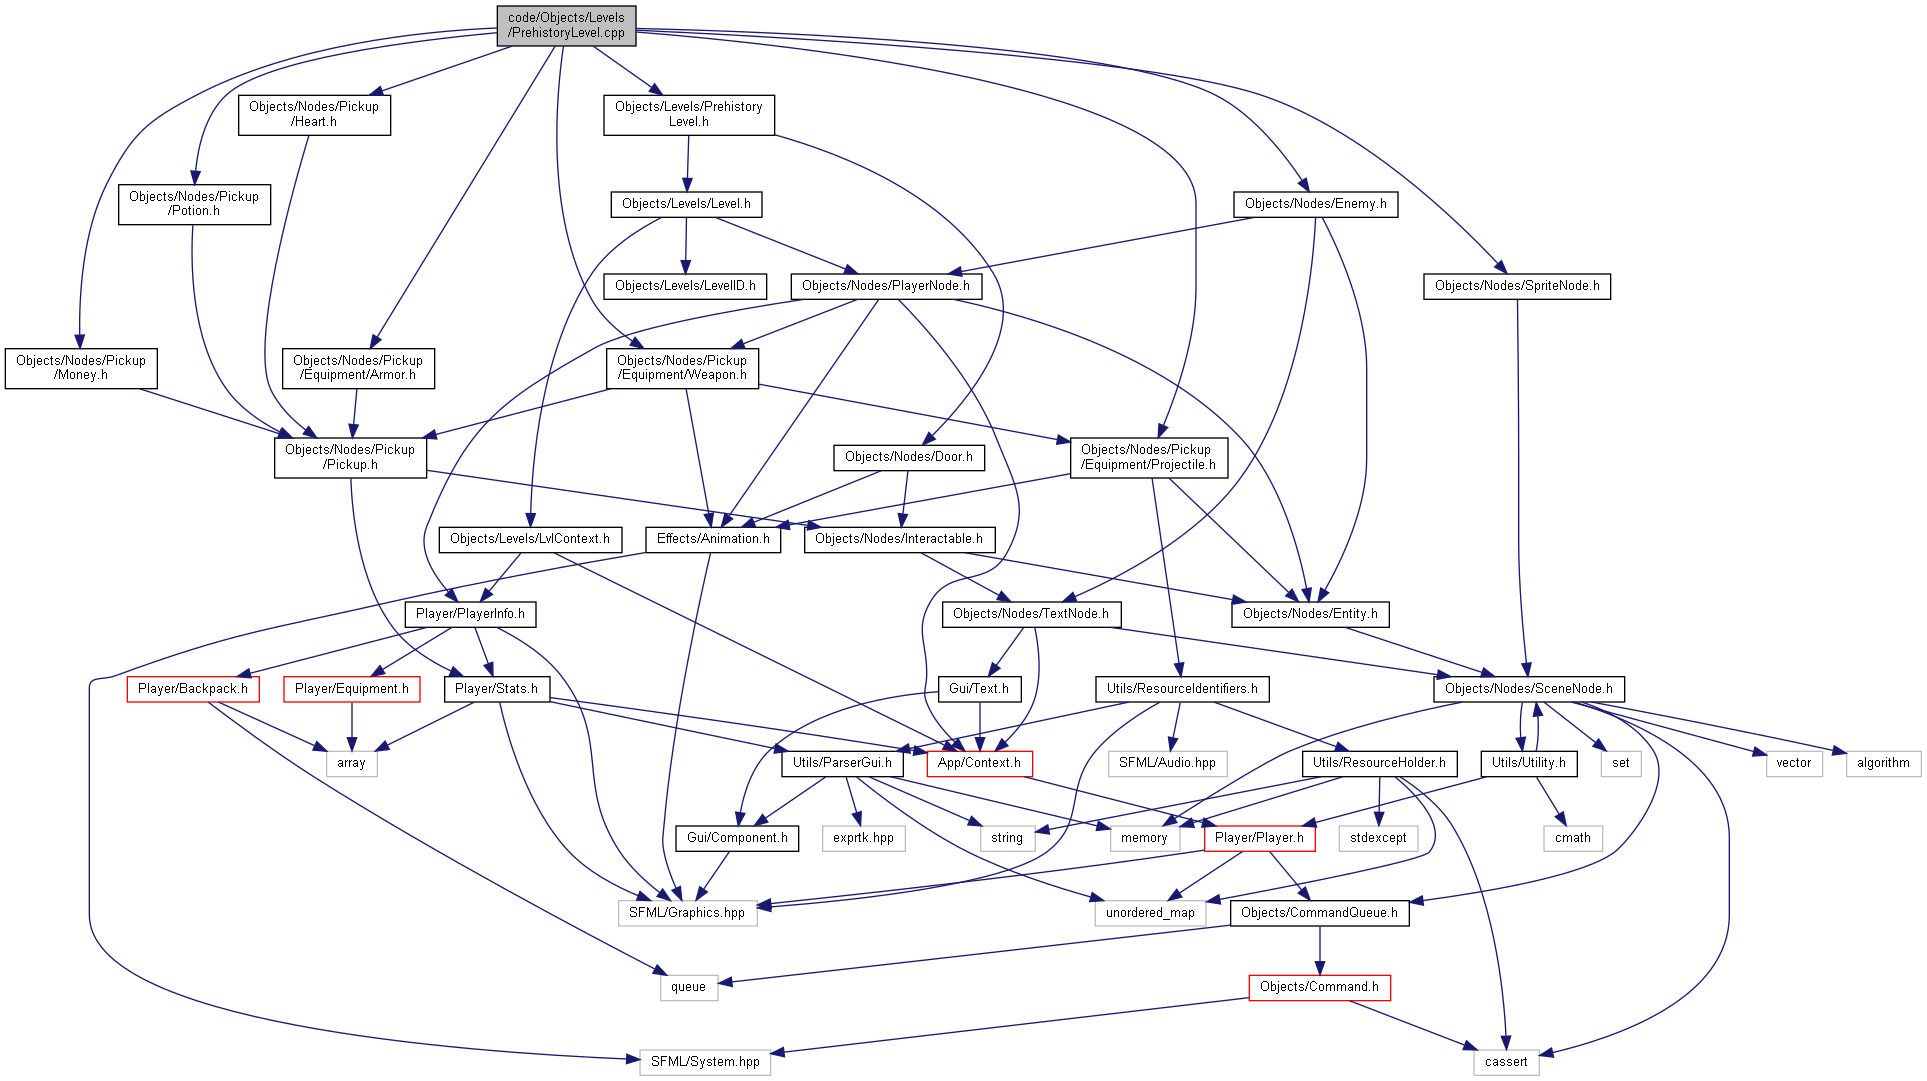 code/Objects/Levels
/PrehistoryLevel.cpp
Objects/Nodes/Pickup
/Heart.h
Objects/Levels/Prehistory
Level.h
Objects/Nodes/Pickup
/Potion.h
Objects/Levels/Level.h
Objects/Nodes/Enemy.h
Objects/Levels/LevelID.h
Objects/Nodes/PlayerNode.h
Objects/Nodes/SpriteNode.h
Objects/Nodes/Pickup
/Money.h
Objects/Nodes/Pickup
/Equipment/Armor.h
Objects/Nodes/Pickup
/Equipment/Weapon.h
Objects/Nodes/Pickup
/Pickup.h
Objects/Nodes/Door.h
Objects/Nodes/Pickup
/Equipment/Projectile.h
Objects/Levels/LvlContext.h
Effects/Animation.h
Objects/Nodes/Interactable.h
Player/PlayerInfo.h
Objects/Nodes/TextNode.h
Objects/Nodes/Entity.h
Player/Backpack.h
Player/Equipment.h
Player/Stats.h
Gui/Text.h
Utils/ResourceIdentifiers.h
Objects/Nodes/SceneNode.h
array
Utils/ParserGui.h
App/Context.h
SFML/Audio.hpp
Utils/ResourceHolder.h
Utils/Utility.h
set
vector
algorithm
Gui/Component.h
exprtk.hpp
string
memory
Player/Player.h
stdexcept
cmath
SFML/Graphics.hpp
unordered_map
Objects/CommandQueue.h
queue
Objects/Command.h
SFML/System.hpp
cassert